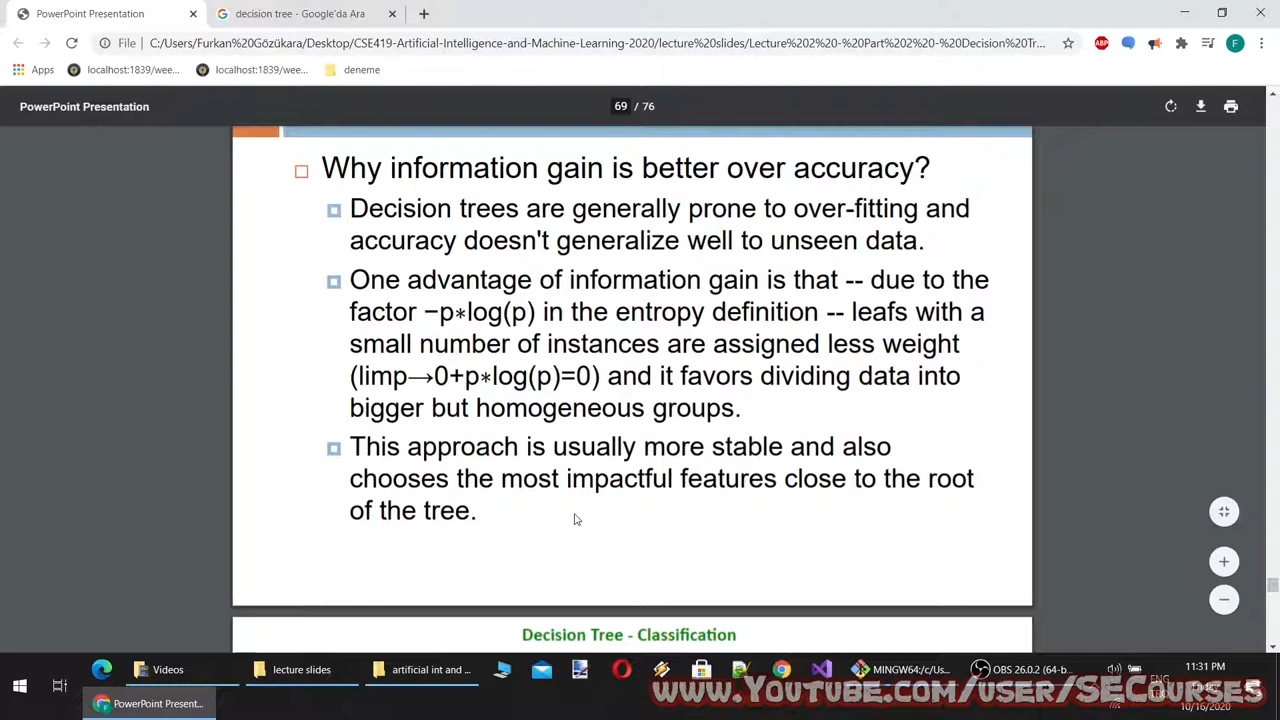 PowerPoint Presentation
decision tree - Google'da Ara
File
C:/Users/Furkan%20Gözükara/Desktop/CSE419.Artificial-Intelligence-and-Machine-Learning-2020/lecture%20slides/Lecture%202%20-%20Part%202%20-%20Decision%20Tr...
ABP
F
Apps
localhost:1839/wee...
localhost:1839/wee...
deneme
PowerPoint Presentation
69 / 76
Why information gain is better over accuracy?
Decision trees are generally prone to over-fitting and
accuracy doesn't generalize well to unseen data.
One advantage of information gain is that -- due to the
factor −p∗log(p) in the entropy definition -- leafs with a
small number of instances are assigned less weight
(limp→0+p∗log(p)=0) and it favors dividing data into
bigger but homogeneous groups.
This approach is usually more stable and also
chooses the most impactful features close to the root
of the tree.
Decision Tree - Classification
Videos
lecture slides
artificial int and ...
MINGW64:/c/Us...
OBS 26.0.2 (64-b...
ENG
11:31 PM
10/16/2020
PowerPoint Present...
www.Youtube.com/user/SECourses